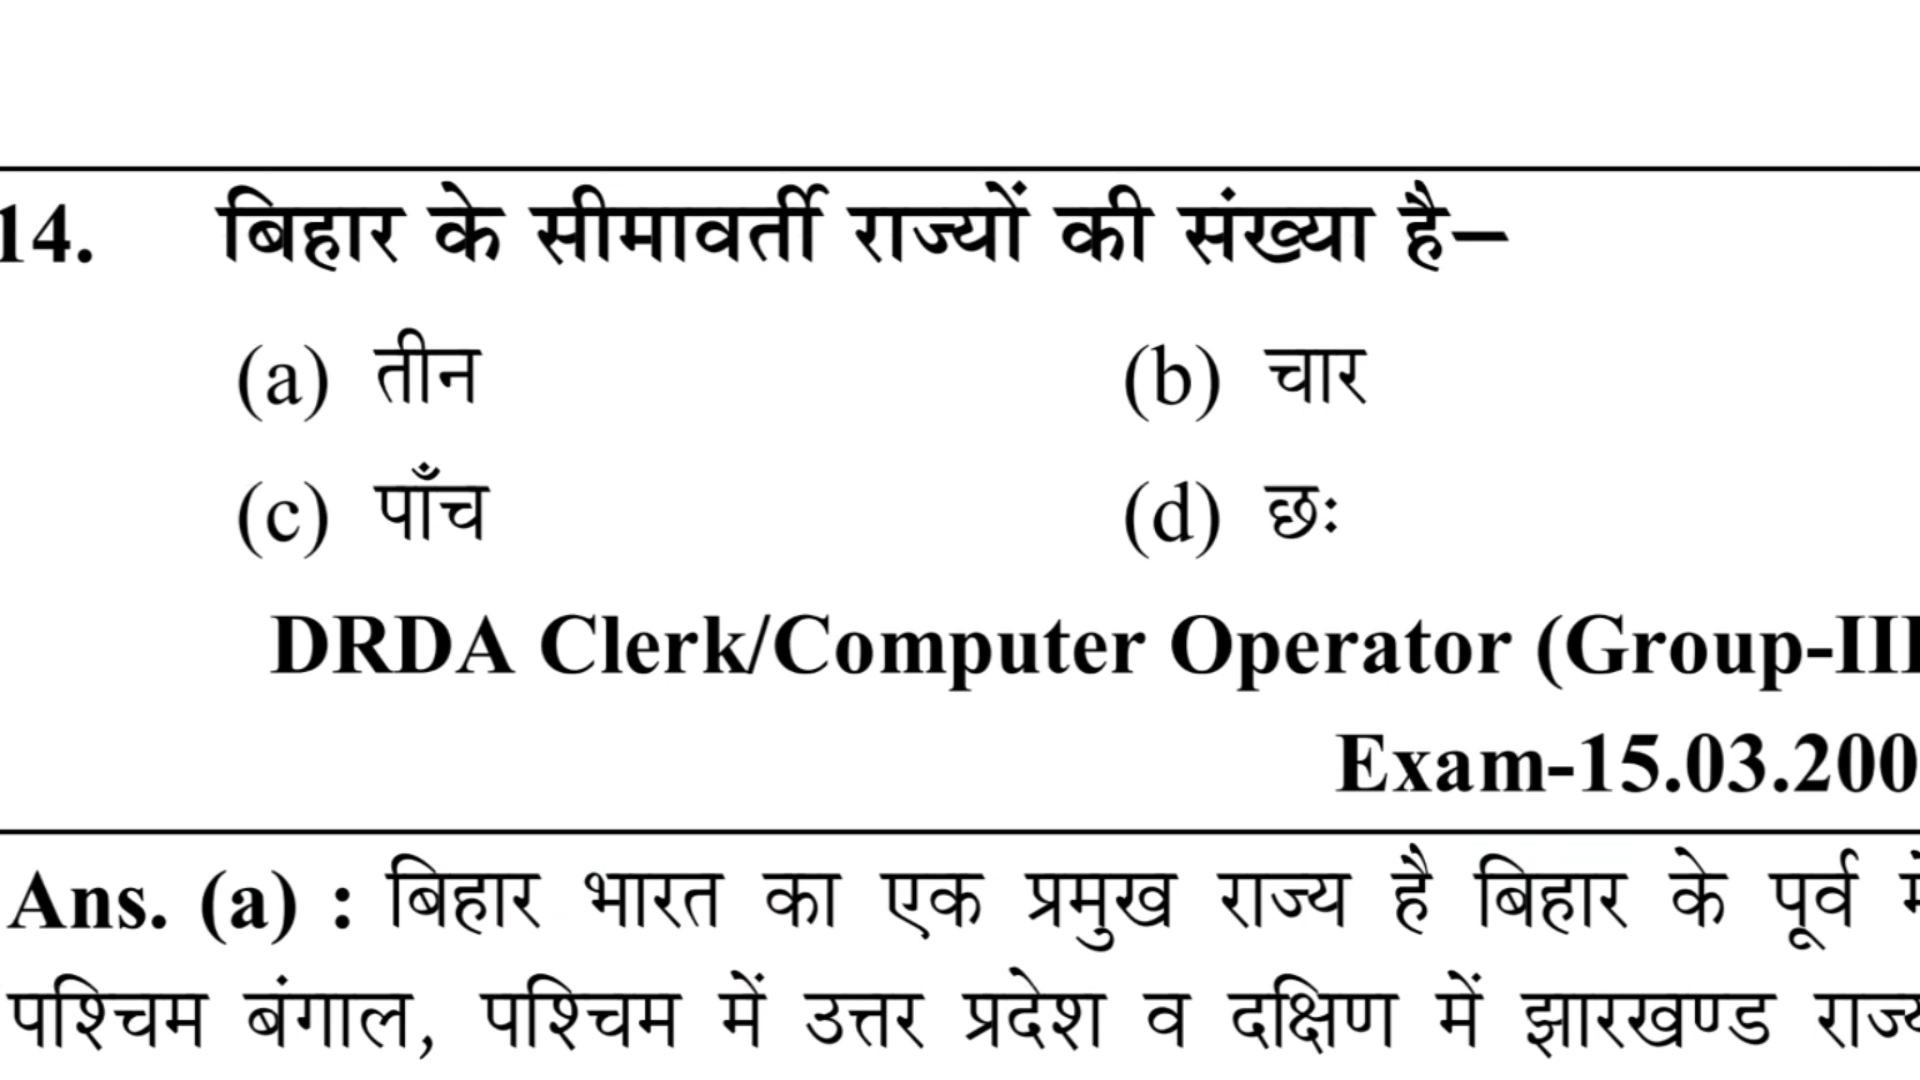 14. बिहार के सीमावर्ती राज्यों की संख्या है–
(a) तीन (b) चार
(c) पाँच (d) छः
DRDA Clerk/Computer Operator (Group-III
Exam-15.03.200
Ans. (a) : बिहार भारत का एक प्रमुख राज्य है बिहार के पूर्व में
पश्चिम बंगाल, पश्चिम में उत्तर प्रदेश व दक्षिण में झारखण्ड राज्य